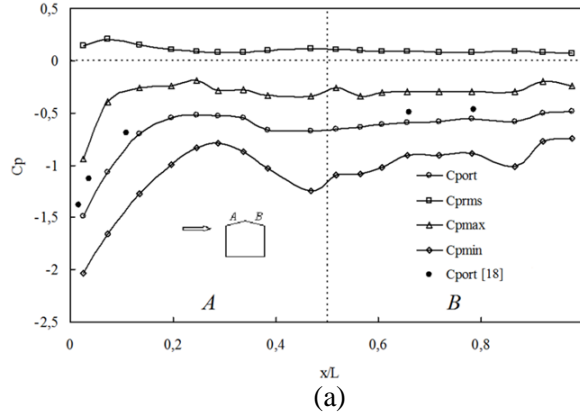 0,5
0
-0,5
-1
-1,5
-2
-2,5
Cp
A B
A
B
Cport
Cprms
Cpmax
Cpmin
Cport [18]
0
0,2
0,4
0,6
0,8
x/L
(a)